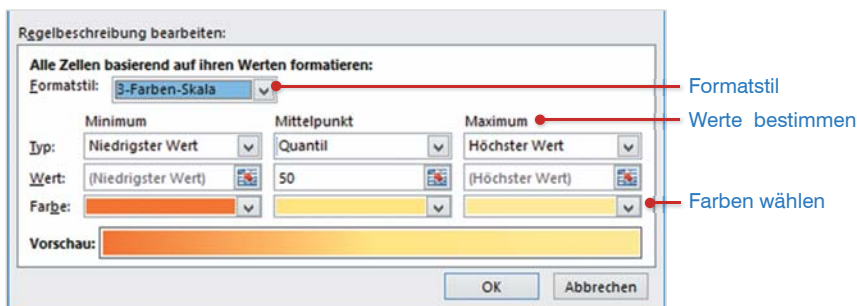 Regelbeschreibung bearbeiten:
Alle Zellen basierend auf ihren Werten formatieren:
Formatstil: 3-Farben-Skala
Formatstil
Minimum Mittelpunkt Maximum
Werte bestimmen
Typ: Niedrigster Wert Quantil Höchster Wert
Wert: (Niedrigster Wert) 50 (Höchster Wert)
Farbe:
Farben wählen
Vorschau:
OK Abbrechen